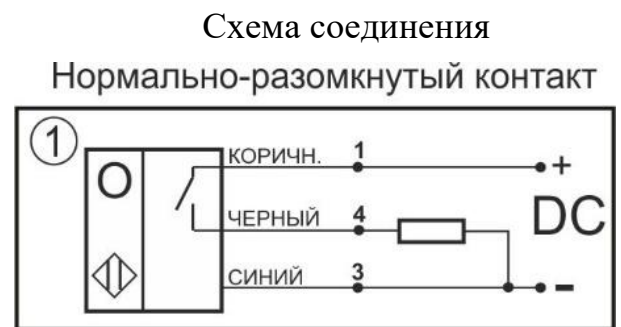 Схема соединения
Нормально-разомкнутый контакт
1
КОРИЧН. 1 +
O
ЧЕРНЫЙ 4 DC
СИНИЙ 3 -